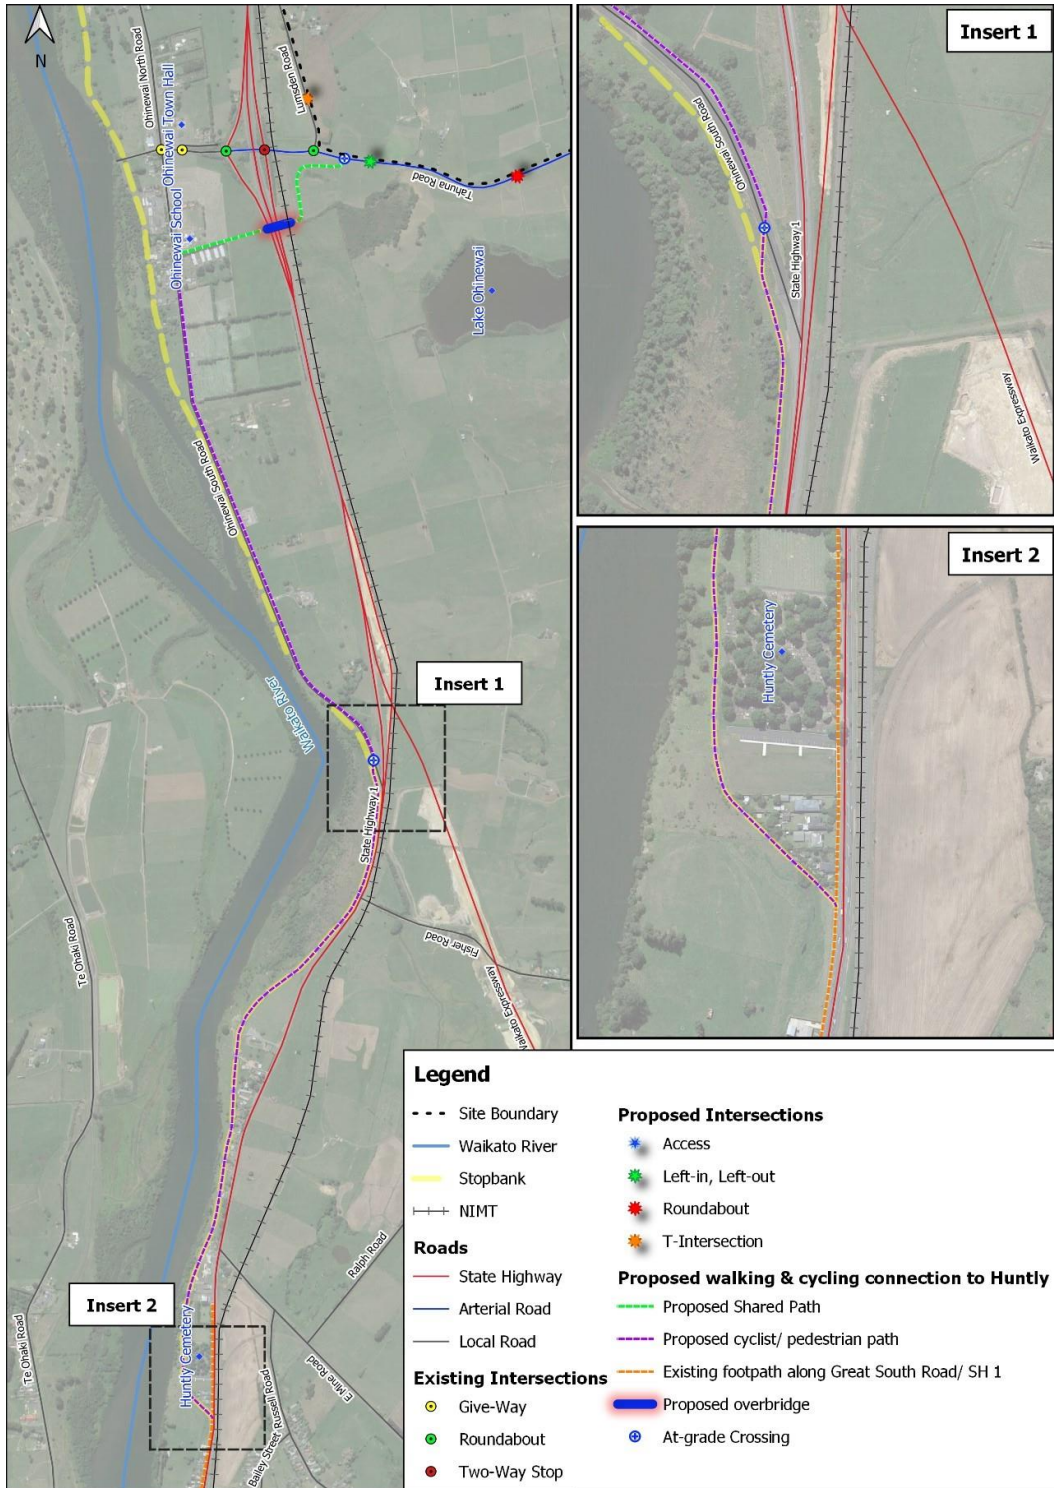 N
Ohinewai North Road
Ohinewai Town Hall
Lumsden Road
Tahuna Road
Ohinewai School
Lake Ohinewai
Ohinewai South Road
Waikato River
Insert 1
State Highway 1
Fisher Road
Waikato Expressway
Te Ohaki Road
Ralph Road
Insert 2
Huntly Cemetery
Te Ohaki Road
E Mine Road
Bailey Street Russell Road
Insert 1
Ohinewai South Road
State Highway 1
Waikato Expressway
Insert 2
Huntly Cemetery
Legend
Site Boundary
Waikato River
Stopbank
NIMT
Roads
State Highway
Arterial Road
Local Road
Existing Intersections
Give-Way
Roundabout
Two-Way Stop
Proposed Intersections
Access
Left-in, Left-out
Roundabout
T-Intersection
Proposed walking & cycling connection to Huntly
Proposed Shared Path
Proposed cyclist/ pedestrian path
Existing footpath along Great South Road/ SH 1
Proposed overbridge
At-grade Crossing